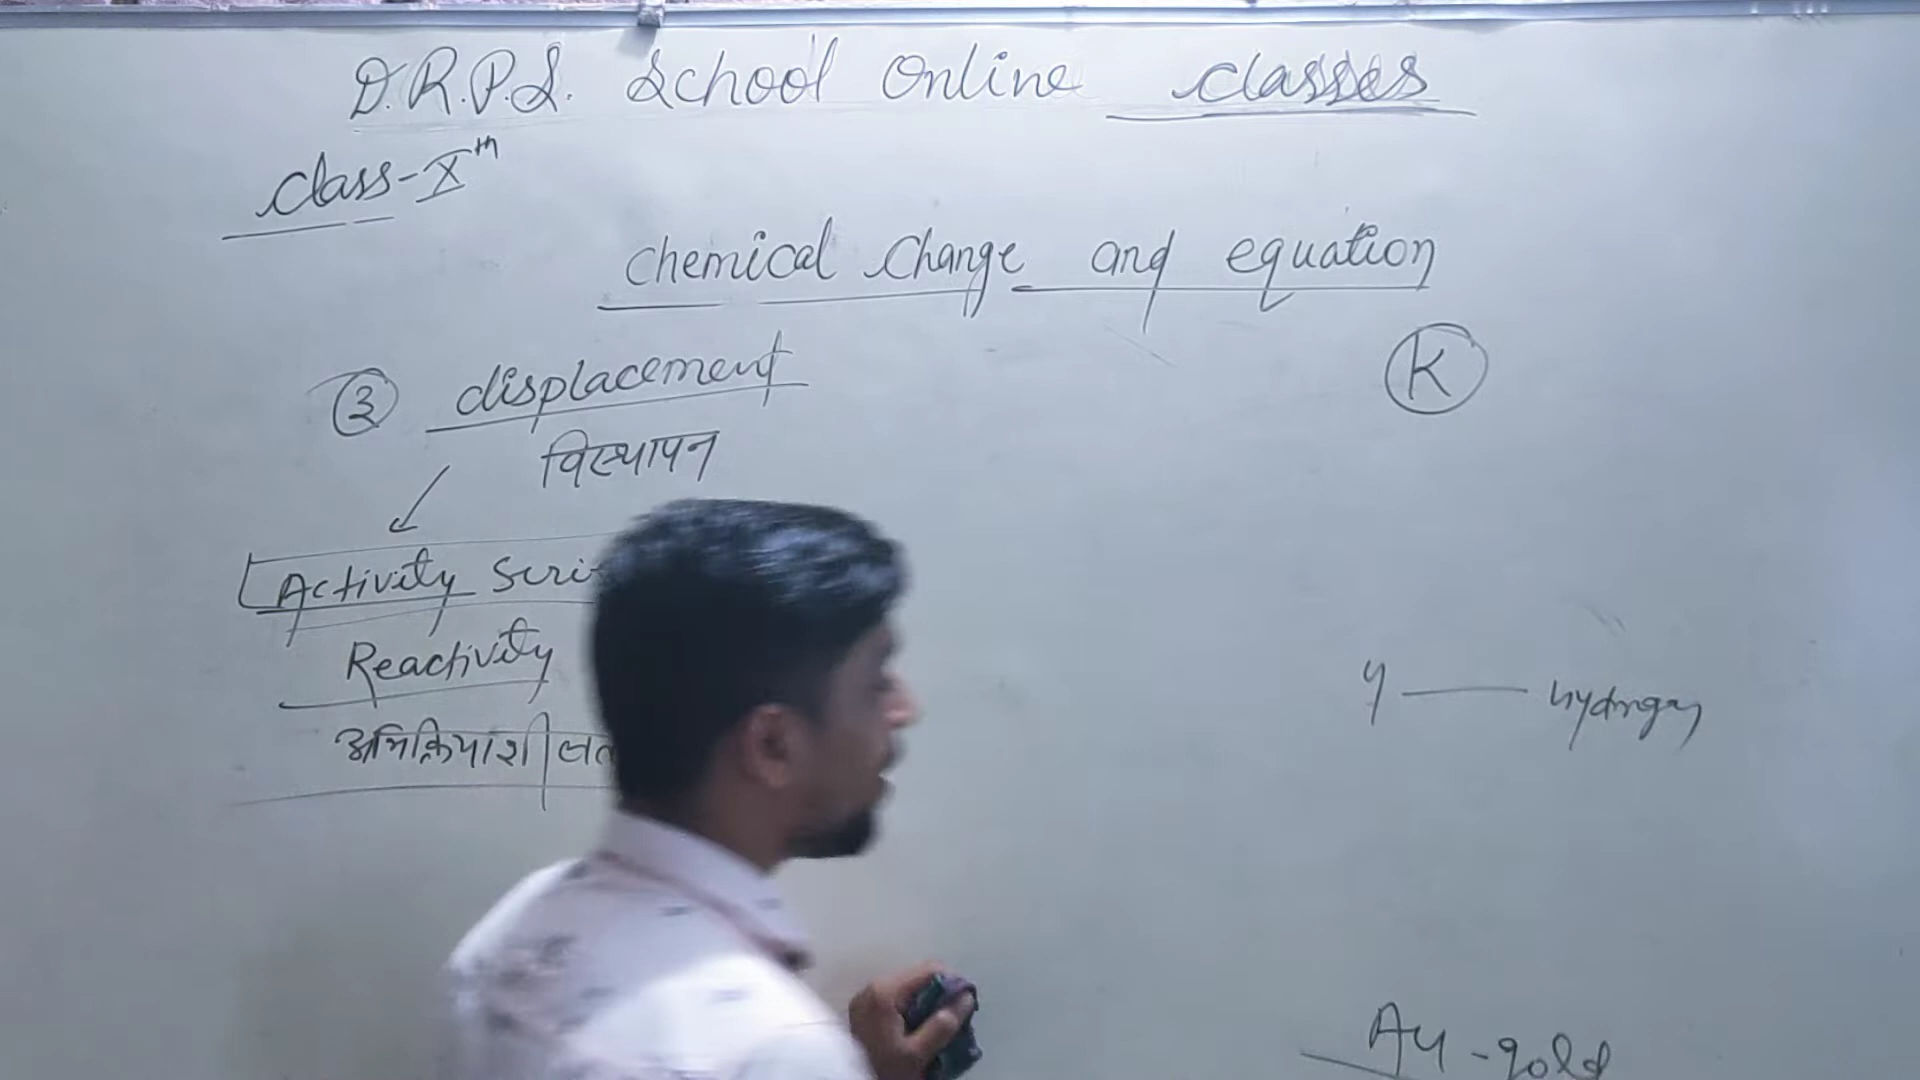 D.R.P.S. School Online Classes
Class-Xth
Chemical Change and equation
K
3 displacement
विस्थापन
Activity Seri
Reactivity
अभिक्रियाशीलत
hydrogen
Au - gold